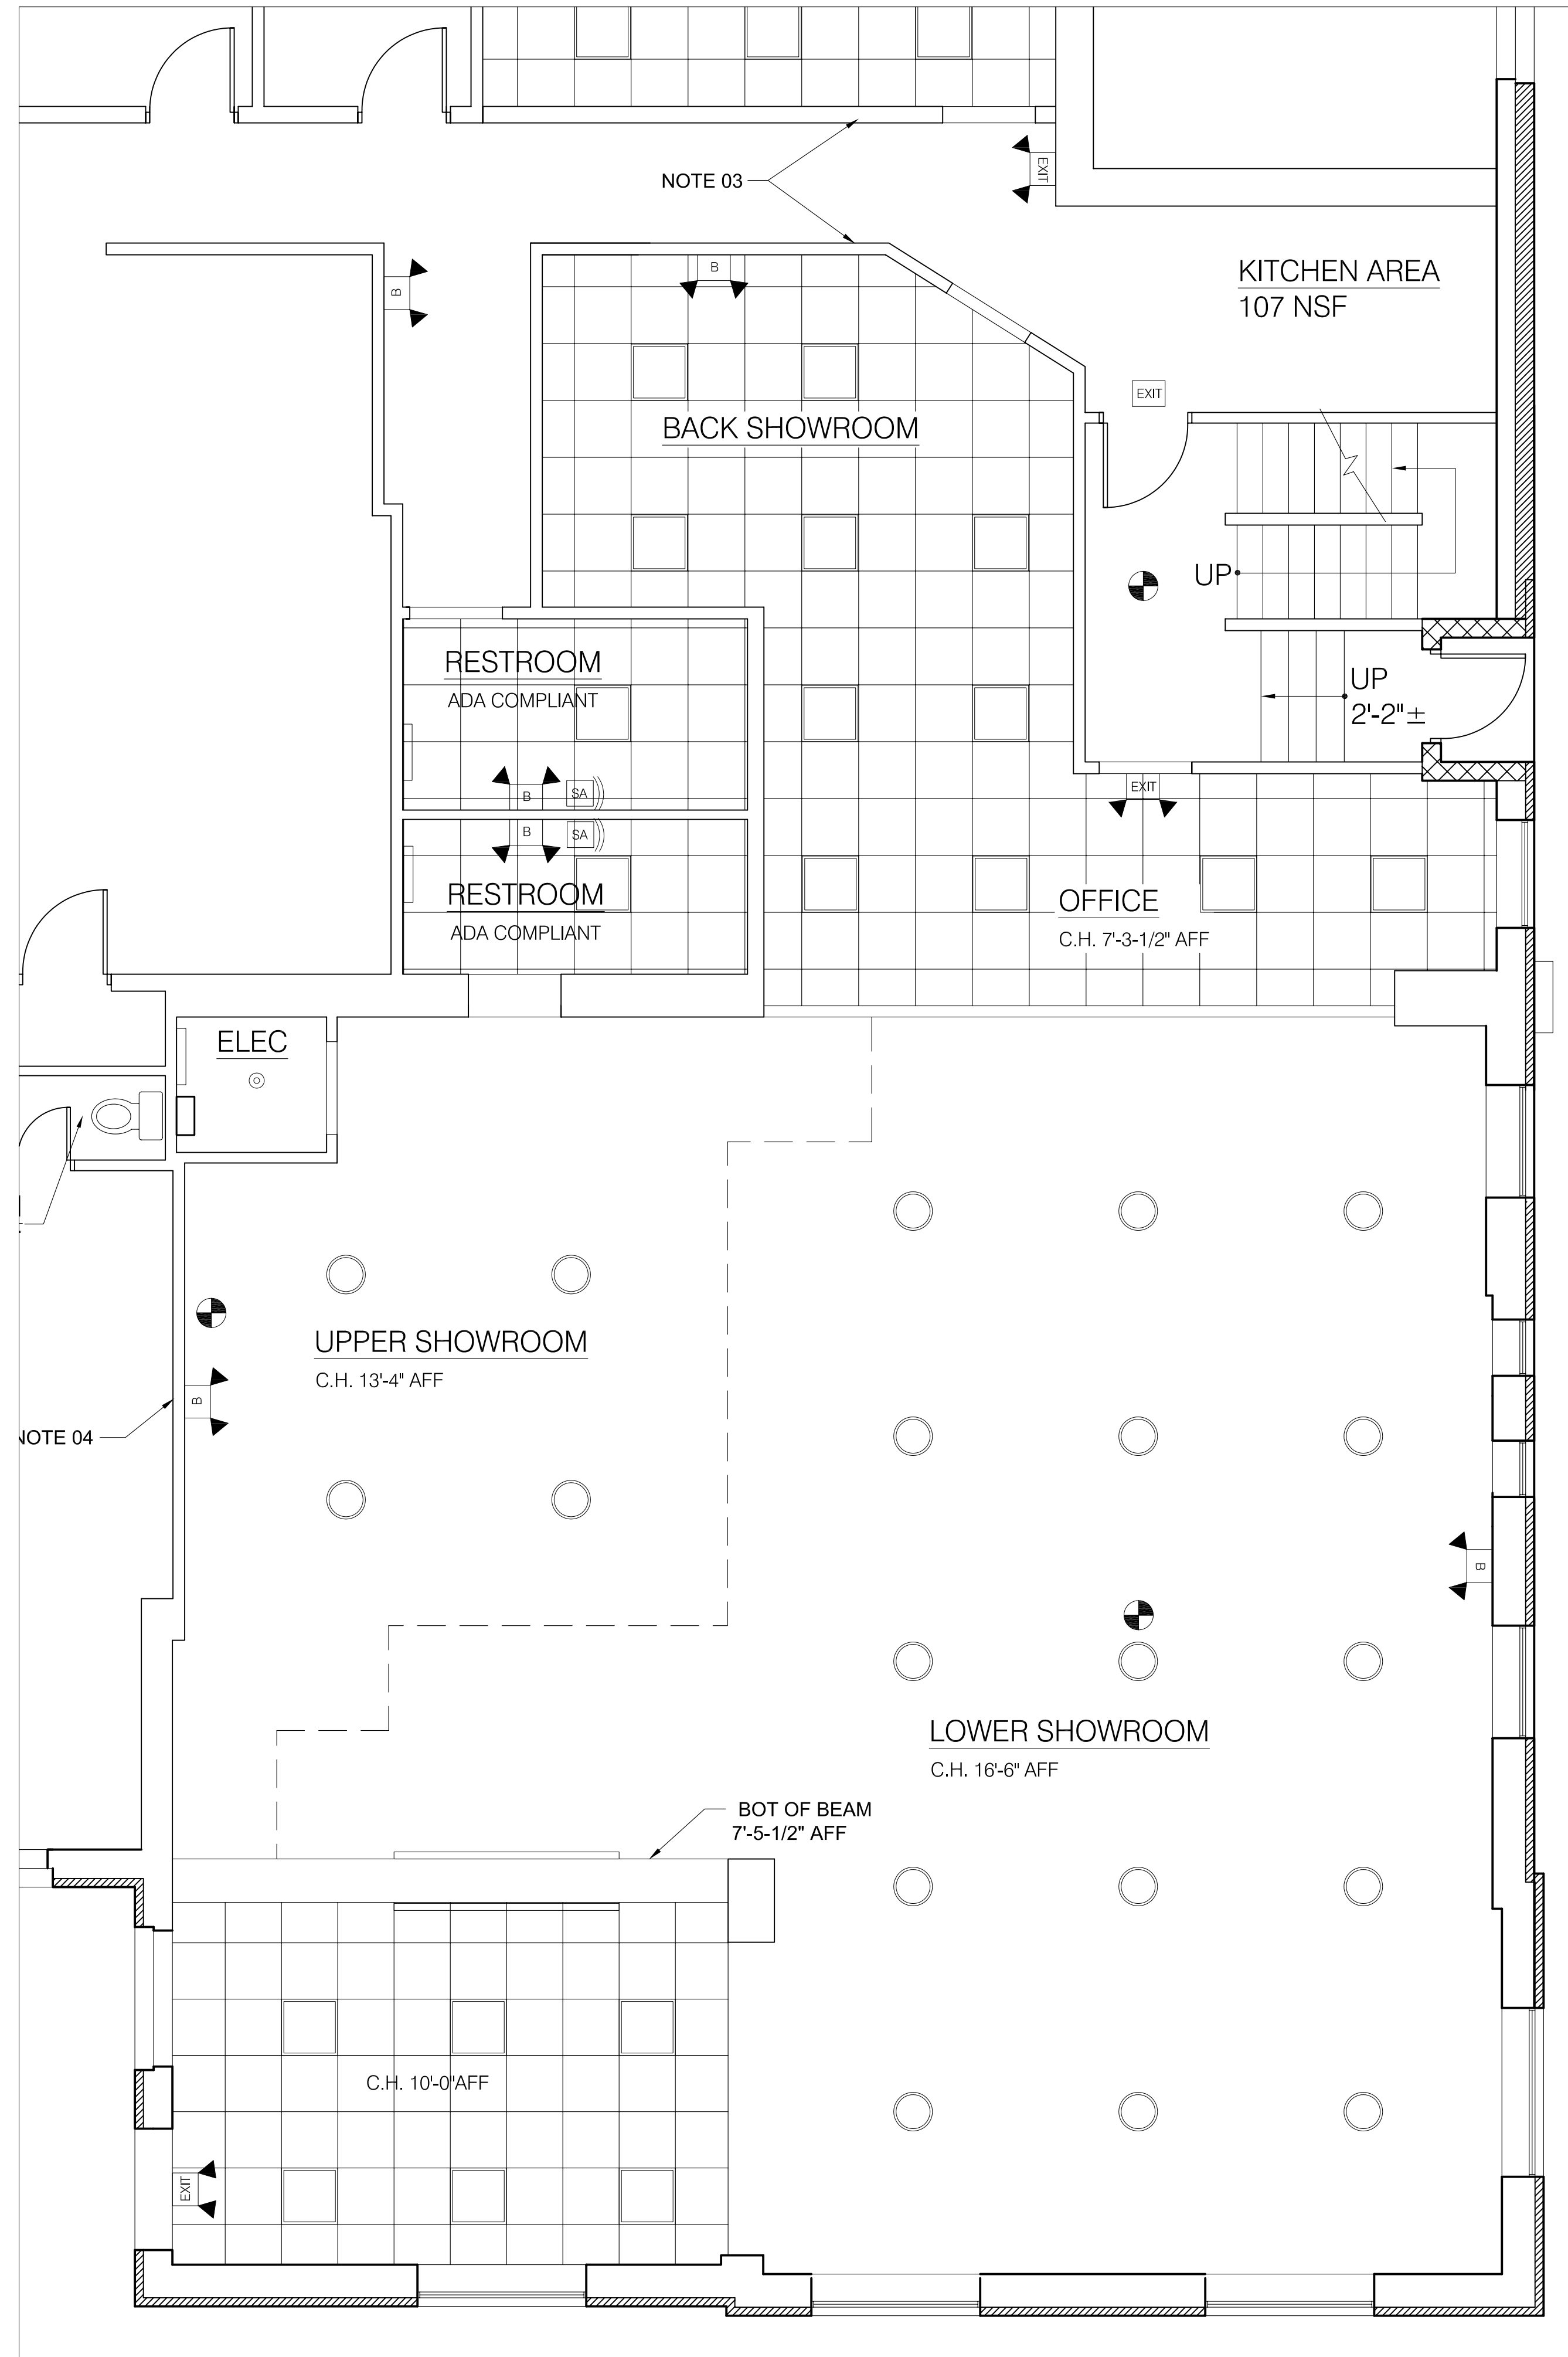 NOTE 03
EXIT
KITCHEN AREA
107 NSF
B
B
EXIT
BACK SHOWROOM
UP
RESTROOM
ADA COMPLIANT
UP
2'-2"±
B
SA
EXIT
B
SA
RESTROOM
ADA COMPLIANT
OFFICE
C.H. 7'-3-1/2" AFF
ELEC
UPPER SHOWROOM
C.H. 13'-4" AFF
B
NOTE 04
B
LOWER SHOWROOM
C.H. 16'-6" AFF
BOT OF BEAM
7'-5-1/2" AFF
C.H. 10'-0"AFF
EXIT